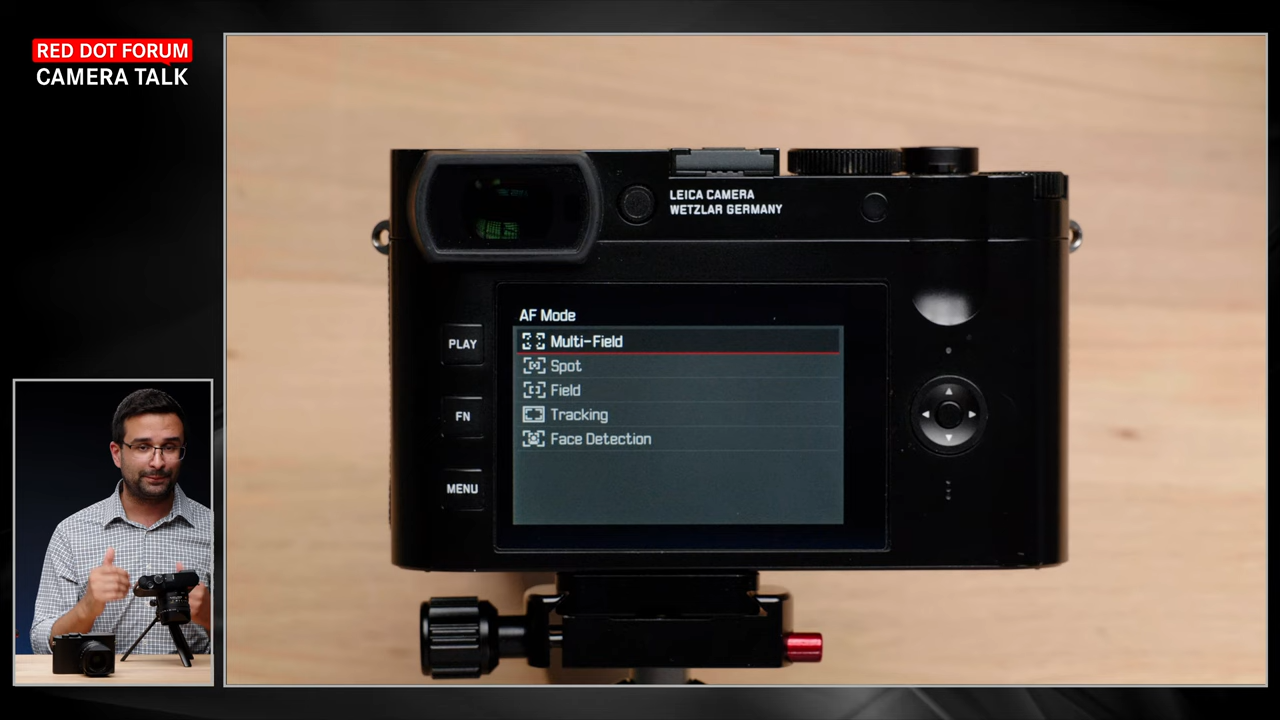 RED DOT FORUM
CAMERA TALK
LEICA CAMERA
WETZLAR GERMANY
AF Mode
Multi-Field
Spot
Field
Tracking
Face Detection
PLAY
FN
MENU